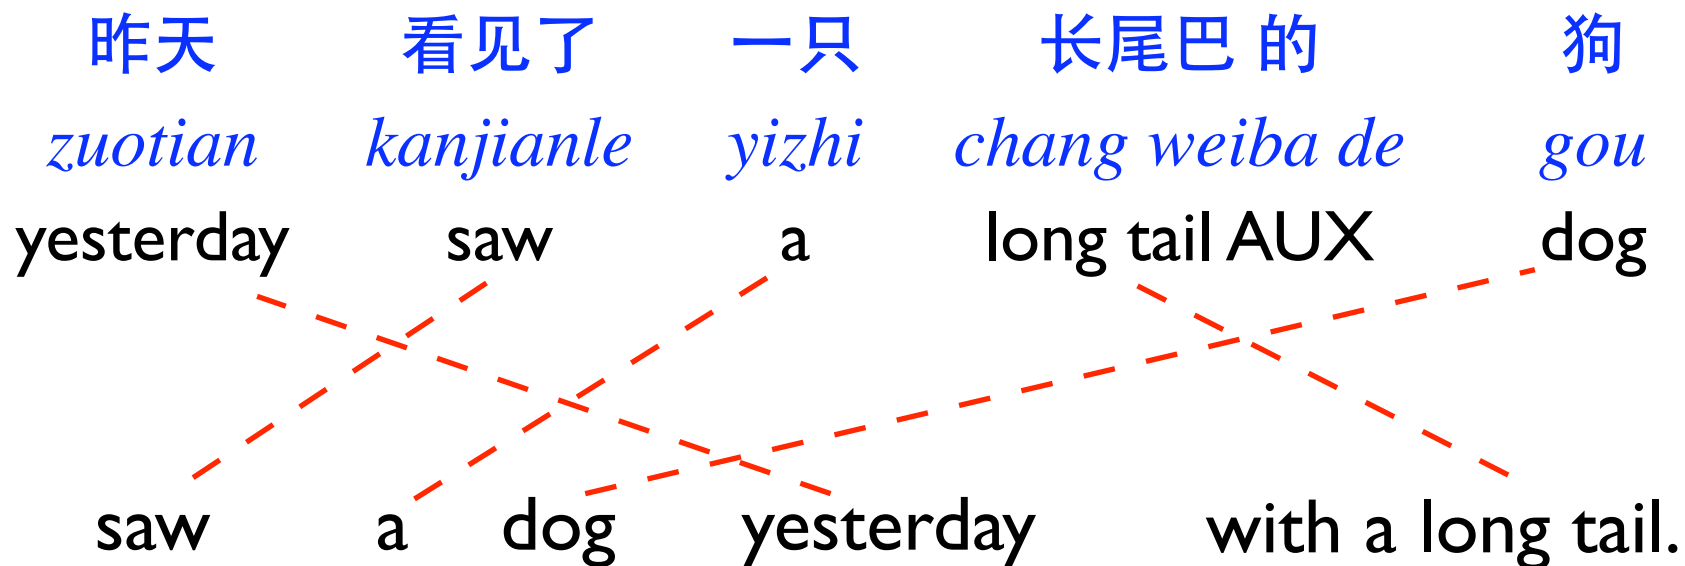 昨天 看见了 一只 长尾巴 的 狗
zuotian kanjianle yizhi chang weiba de gou
yesterday saw a long tail AUX dog
saw a dog yesterday with a long tail.